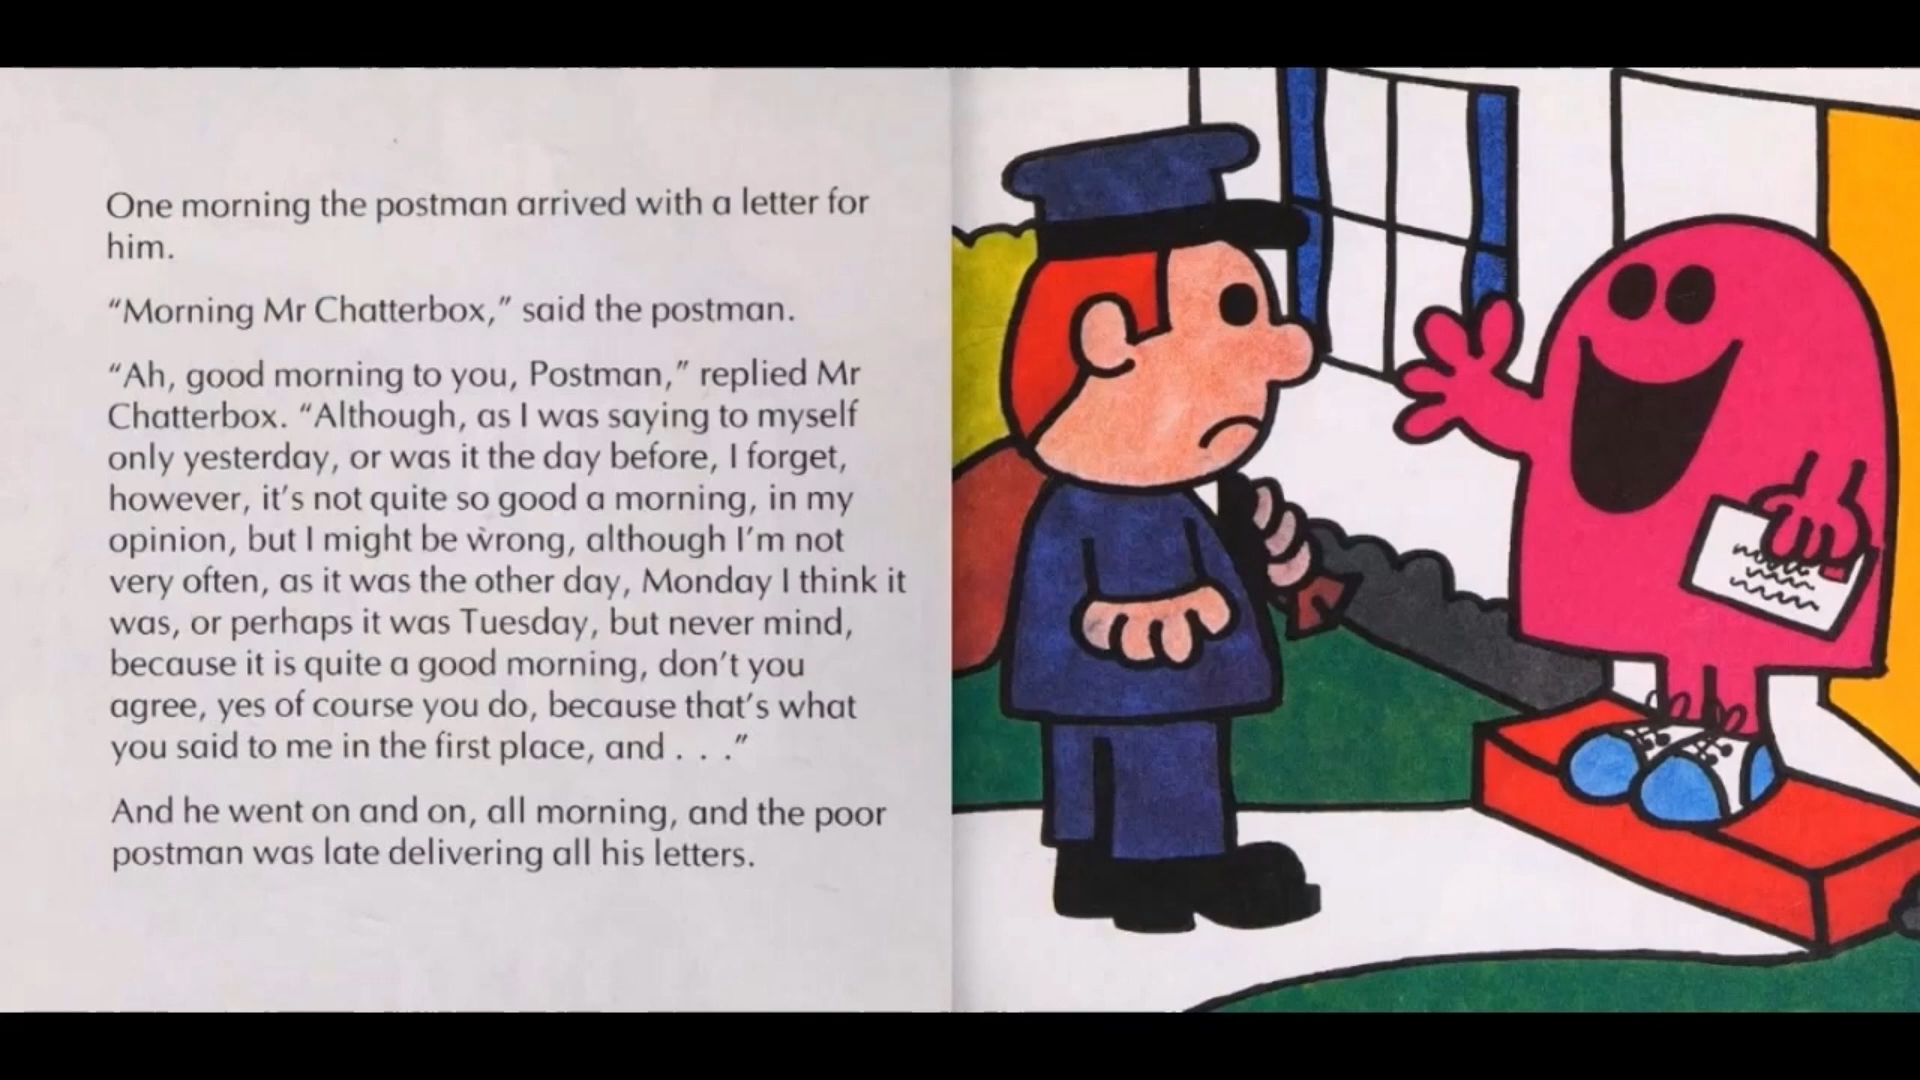 One morning the postman arrived with a letter for
him.
“Morning Mr Chatterbox,” said the postman.
“Ah, good morning to you, Postman,” replied Mr
Chatterbox. “Although, as I was saying to myself
only yesterday, or was it the day before, I forget,
however, it’s not quite so good a morning, in my
opinion, but I might be wrong, although I’m not
very often, as it was the other day, Monday I think it
was, or perhaps it was Tuesday, but never mind,
because it is quite a good morning, don’t you
agree, yes of course you do, because that’s what
you said to me in the first place, and . . .”
And he went on and on, all morning, and the poor
postman was late delivering all his letters.